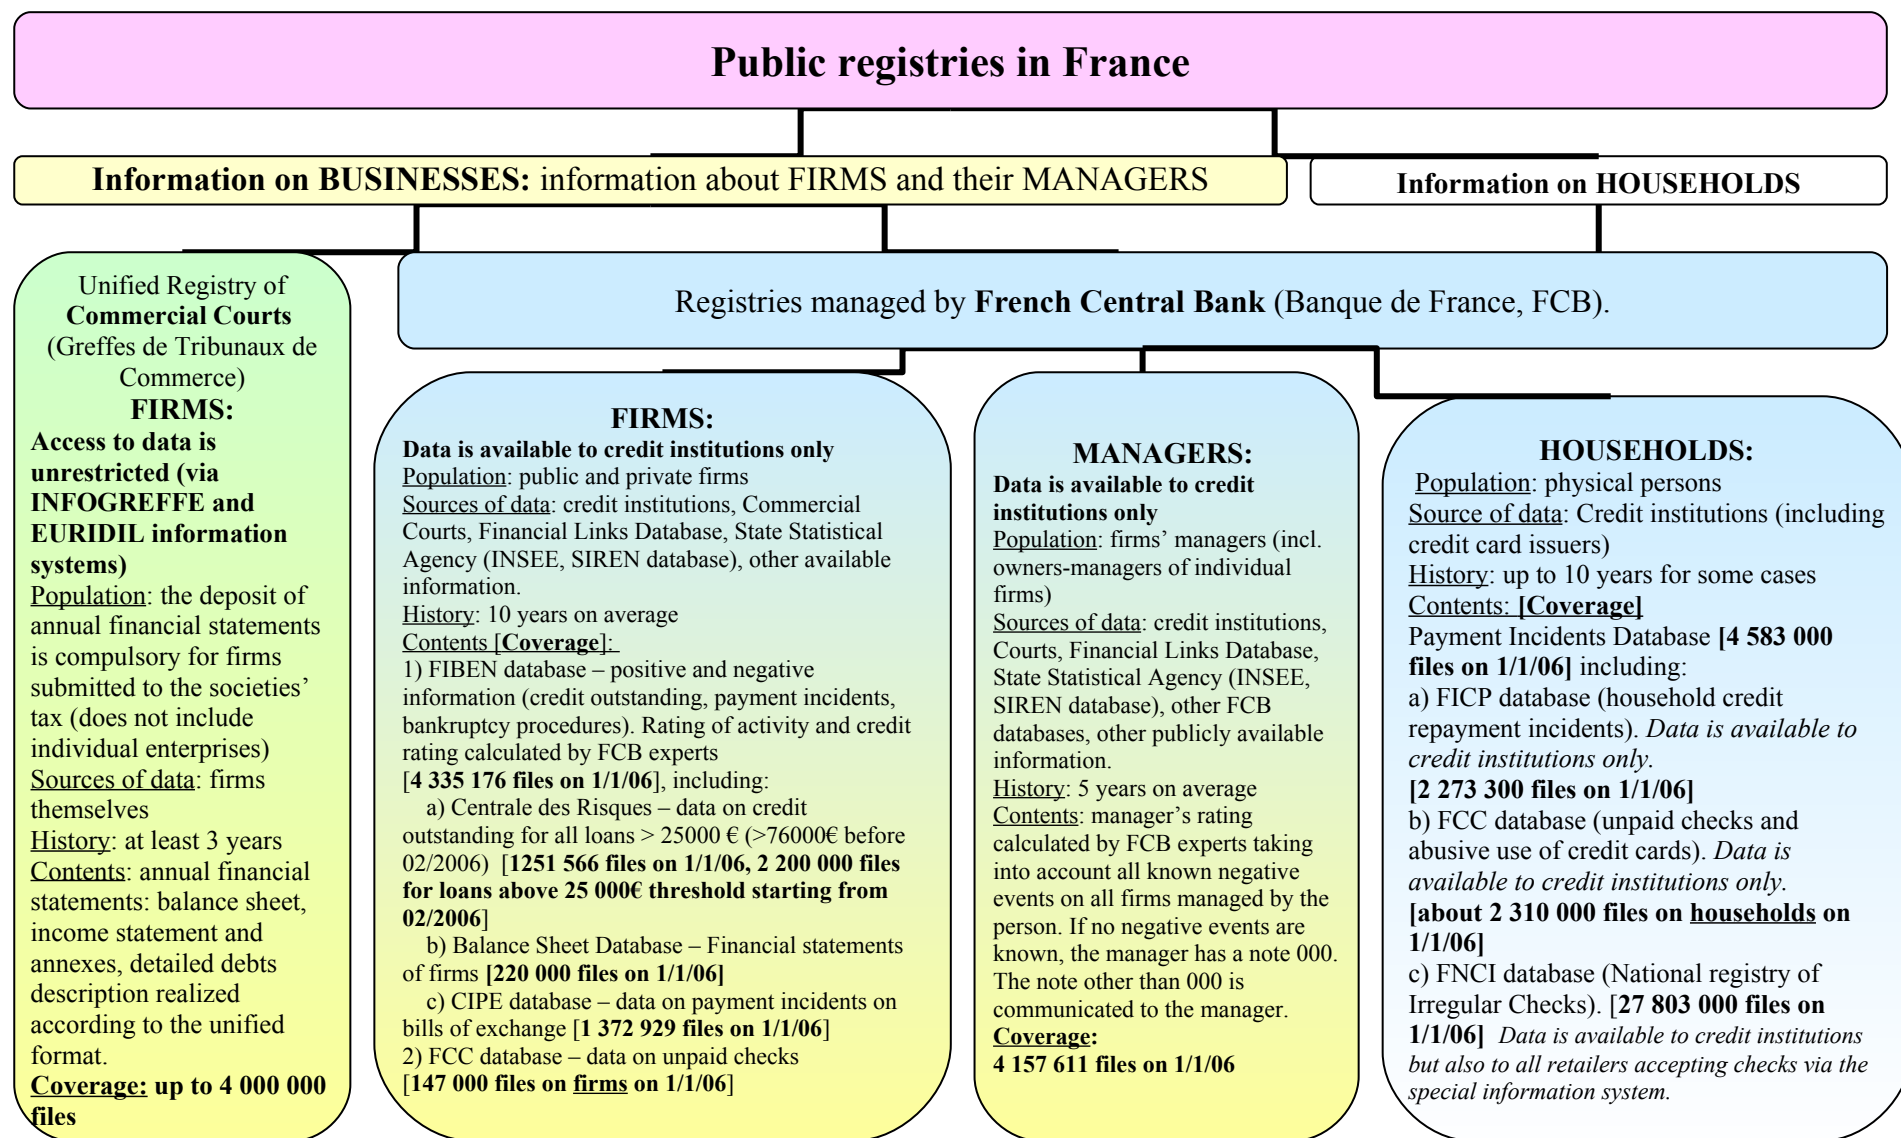 Public registries in France
Information on BUSINESSES: information about FIRMS and their MANAGERS
Information on HOUSEHOLDS
Unified Registry of
Commercial Courts
(Greffes de Tribunaux de
Commerce)
FIRMS:
Access to data is
unrestricted (via
INFOGREFFE and
EURIDIL information
systems)
Population: the deposit of
annual financial statements
is compulsory for firms
submitted to the societies’
tax (does not include
individual enterprises)
Sources of data: firms
themselves
History: at least 3 years
Contents: annual financial
statements: balance sheet,
income statement and
annexes, detailed debts
description realized
according to the unified
format.
Coverage: up to 4 000 000
files
Registries managed by French Central Bank (Banque de France, FCB).
FIRMS:
Data is available to credit institutions only
Population: public and private firms
Sources of data: credit institutions, Commercial
Courts, Financial Links Database, State Statistical
Agency (INSEE, SIREN database), other available
information.
History: 10 years on average
Contents [Coverage]:
1) FIBEN database – positive and negative
information (credit outstanding, payment incidents,
bankruptcy procedures). Rating of activity and credit
rating calculated by FCB experts
[4 335 176 files on 1/1/06], including:
a) Centrale des Risques – data on credit
outstanding for all loans > 25000 € (>76000€ before
02/2006) [1251 566 files on 1/1/06, 2 200 000 files
for loans above 25 000€ threshold starting from
02/2006]
b) Balance Sheet Database – Financial statements
of firms [220 000 files on 1/1/06]
c) CIPE database – data on payment incidents on
bills of exchange [1 372 929 files on 1/1/06]
2) FCC database – data on unpaid checks
[147 000 files on firms on 1/1/06]
MANAGERS:
Data is available to credit
institutions only
Population: firms’ managers (incl.
owners-managers of individual
firms)
Sources of data: credit institutions,
Courts, Financial Links Database,
State Statistical Agency (INSEE,
SIREN database), other FCB
databases, other publicly available
information.
History: 5 years on average
Contents: manager’s rating
calculated by FCB experts taking
into account all known negative
events on all firms managed by the
person. If no negative events are
known, the manager has a note 000.
The note other than 000 is
communicated to the manager.
Coverage:
4 157 611 files on 1/1/06
HOUSEHOLDS:
Population: physical persons
Source of data: Credit institutions (including
credit card issuers)
History: up to 10 years for some cases
Contents: [Coverage]
Payment Incidents Database [4 583 000
files on 1/1/06] including:
a) FICP database (household credit
repayment incidents). Data is available to
credit institutions only.
[2 273 300 files on 1/1/06]
b) FCC database (unpaid checks and
abusive use of credit cards). Data is
available to credit institutions only.
[about 2 310 000 files on households on
1/1/06]
c) FNCI database (National registry of
Irregular Checks). [27 803 000 files on
1/1/06] Data is available to credit institutions
but also to all retailers accepting checks via the
special information system.